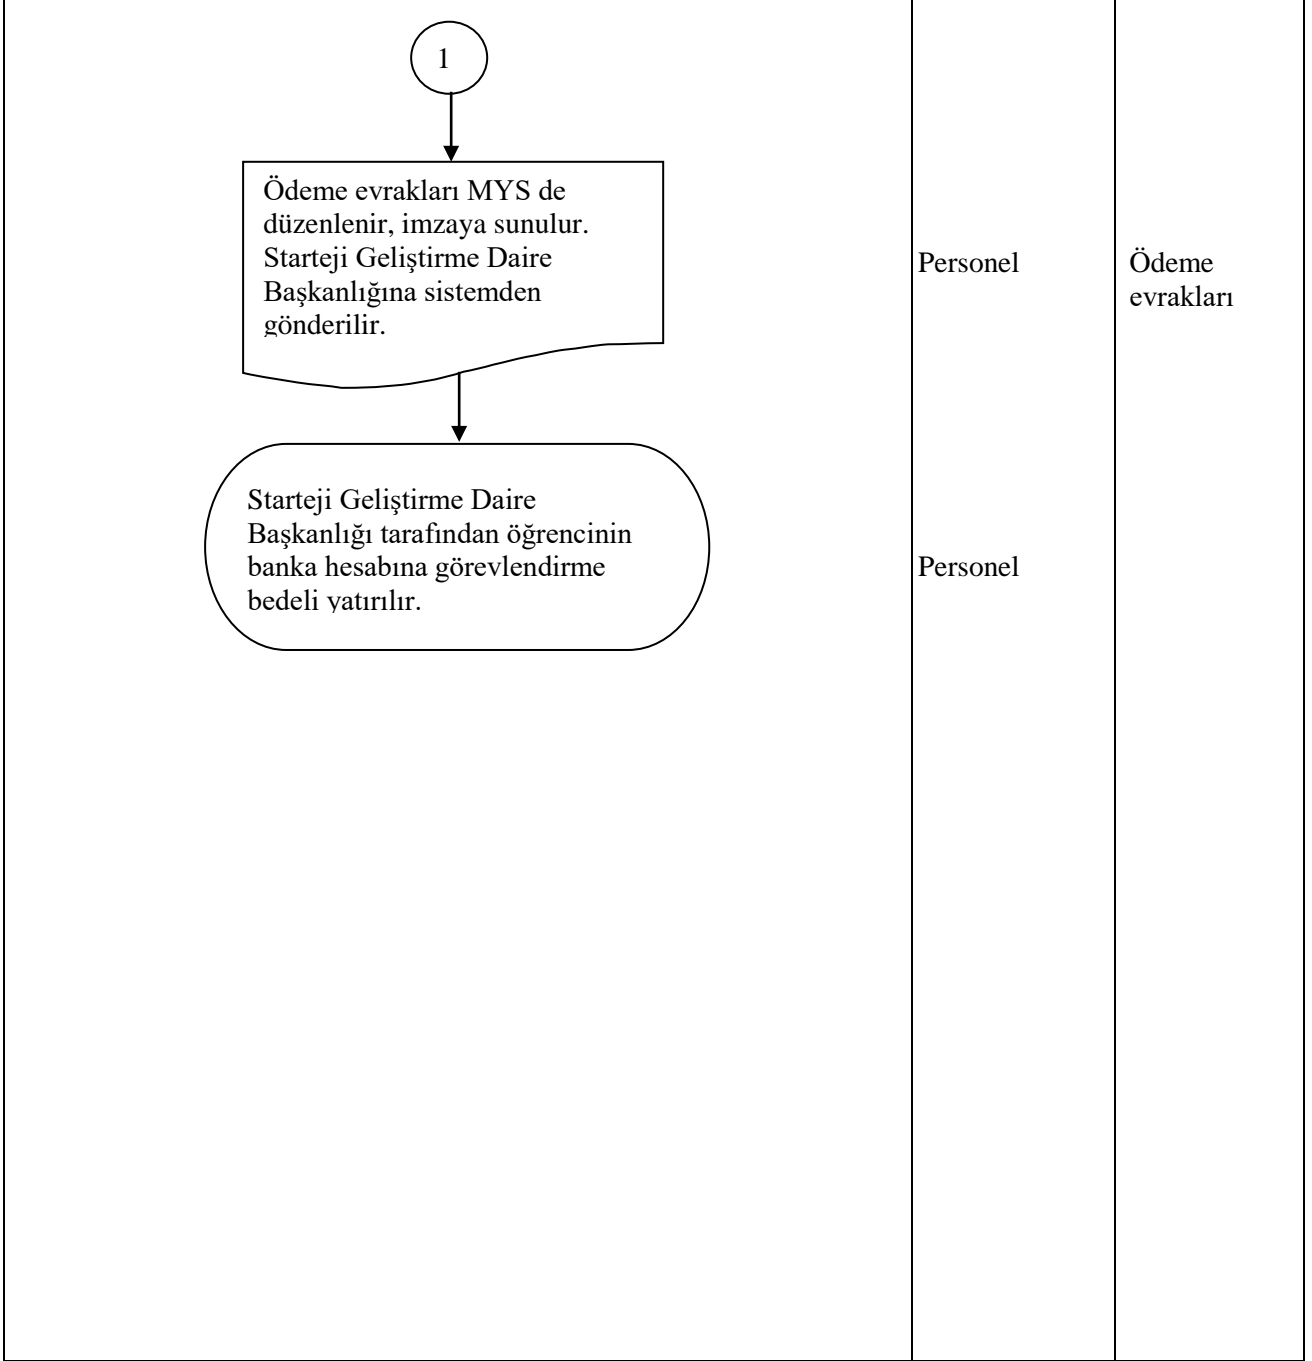 1
Ödeme evrakları MYS de
düzenlenir, imzaya sunulur.
Starteji Geliştirme Daire
Başkanlığına sistemden
gönderilir.
Personel
Ödeme
evrakları
Starteji Geliştirme Daire
Başkanlığı tarafından öğrencinin
banka hesabına görevlendirme
bedeli yatırılır.
Personel